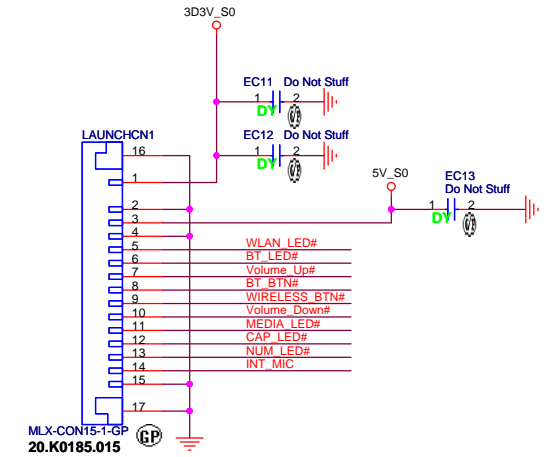 3D3V_S0
EC11 Do Not Stuff
1 2
DY
EC12 Do Not Stuff
1 2
DY
LAUNCHCN1
5V_S0
EC13
Do Not Stuff
1 2
DY
16
1
2
3
4
5 WLAN_LED#
6 BT_LED#
7 Volume_Up#
8 BT_BTN#
9 WIRELESS_BTN#
10 Volume_Down#
11 MEDIA_LED#
12 CAP_LED#
13 NUM_LED#
14 INT_MIC
15
17
MLX-CON15-1-GP
GP
20.K0185.015